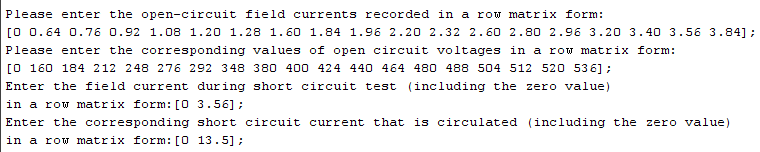 Please enter the open-circuit field currents recorded in a row matrix form:
[0 0.64 0.76 0.92 1.08 1.20 1.28 1.60 1.84 1.96 2.20 2.32 2.60 2.80 2.96 3.20 3.40 3.56 3.84];
Please enter the corresponding values of open circuit voltages in a row matrix form:
[0 160 184 212 248 276 292 348 380 400 424 440 464 480 488 504 512 520 536];
Enter the field current during short circuit test (including the zero value)
in a row matrix form:[0 3.56];
Enter the corresponding short circuit current that is circulated (including the zero value)
in a row matrix form:[0 13.5];